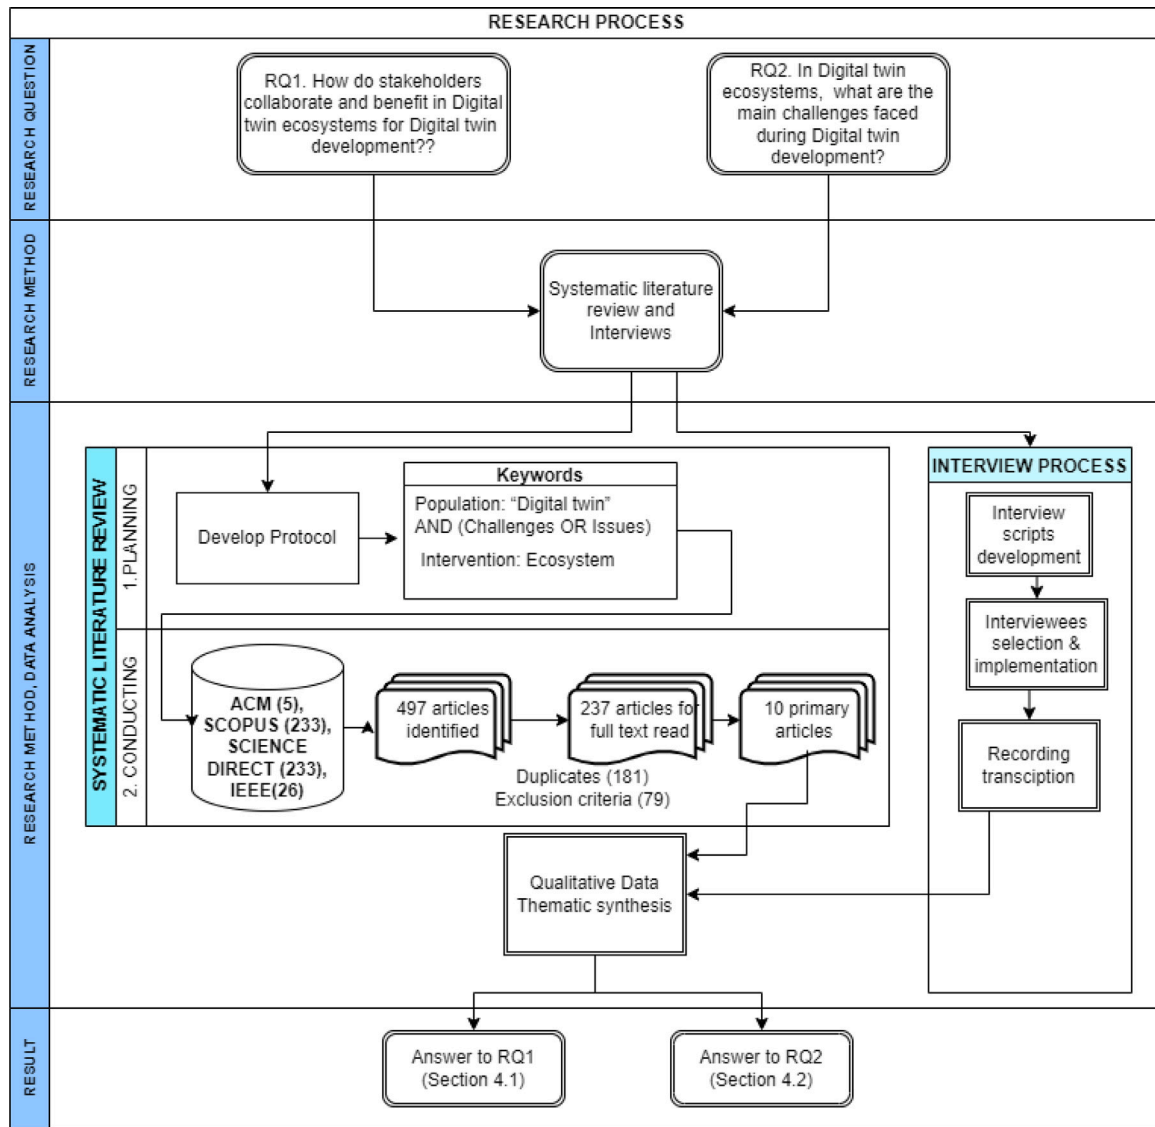 RESEARCH PROCESS
RESEARCH QUESTION
RQ1. How do stakeholders
collaborate and benefit in Digital
twin ecosystems for Digital twin
development??
RQ2. In Digital twin
ecosystems, what are the
main challenges faced
during Digital twin
development?
RESEARCH METHOD
Systematic literature
review and
Interviews
RESEARCH METHOD, DATA ANALYSIS
SYSTEMATIC LITERATURE REVIEW
1.PLANNING
Develop Protocol
Keywords
Population: “Digital twin”
AND (Challenges OR Issues)
Intervention: Ecosystem
2. CONDUCTING
ACM (5),
SCOPUS (233),
SCIENCE
DIRECT (233),
IEEE(26)
497 articles
identified
237 articles for
full text read
10 primary
articles
Duplicates (181)
Exclusion criteria (79)
INTERVIEW PROCESS
Interview
scripts
development
Interviewees
selection &
implementation
Recording
transciption
Qualitative Data
Thematic synthesis
RESULT
Answer to RQ1
(Section 4.1)
Answer to RQ2
(Section 4.2)